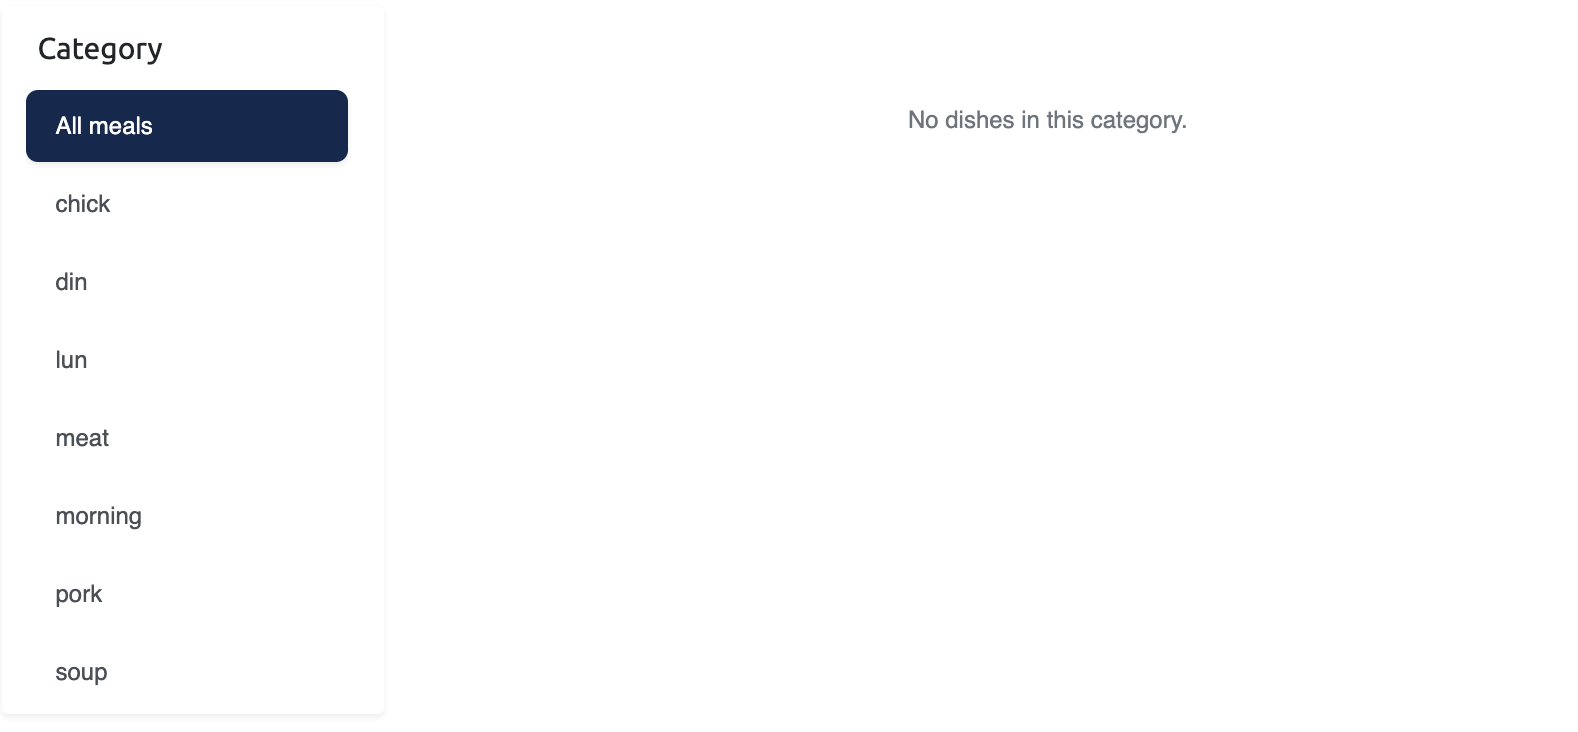 Category
All meals
chick
din
lun
meat
morning
pork
soup
No dishes in this category.